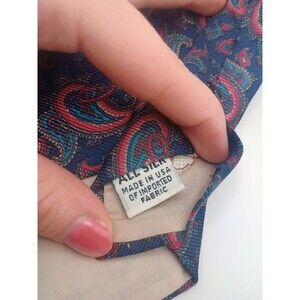 ALL SILK
MADE IN USA
OF IMPORTED
FABRIC